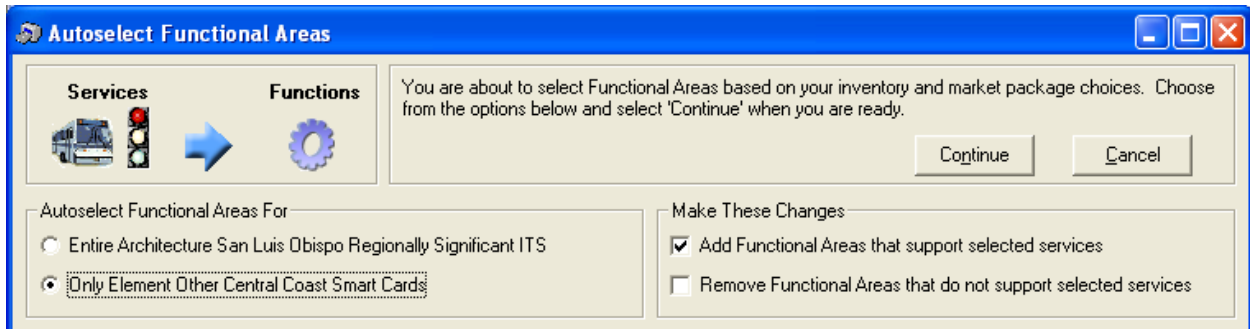 Autoselect Functional Areas
Services Functions
You are about to select Functional Areas based on your inventory and market package choices. Choose
from the options below and select 'Continue' when you are ready.
Continue Cancel
Autoselect Functional Areas For
Entire Architecture San Luis Obispo Regionally Significant ITS
Only Element Other Central Coast Smart Cards
Make These Changes
Add Functional Areas that support selected services
Remove Functional Areas that do not support selected services